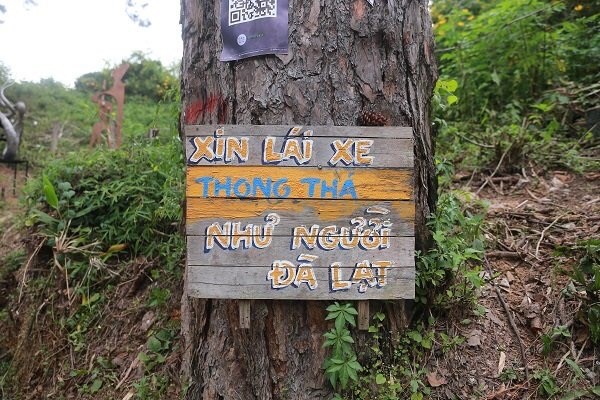 XIN LÁI XE
THONG THẢ
NHƯ NGƯỜI
ĐÀ LẠT